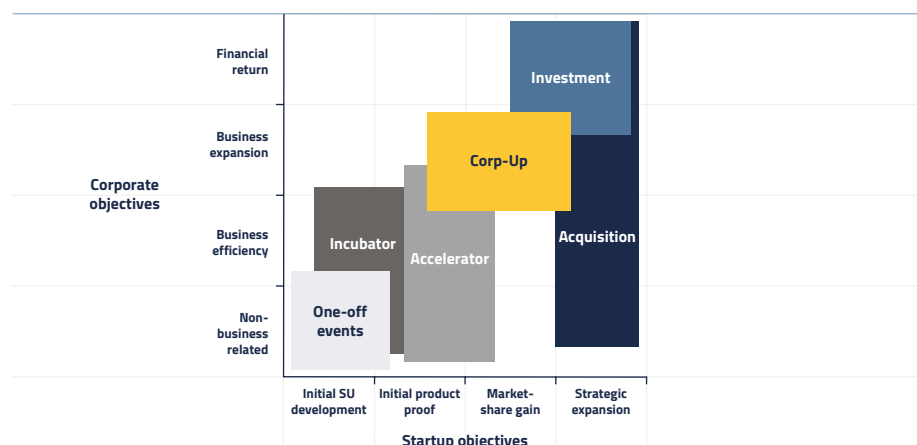 Financial
return
Investment
Business
expansion
Corp-Up
Corporate
objectives
Business
efficiency
Incubator
Accelerator
Acquisition
One-off
events
Non-
business
related
Initial SU
development
Initial product
proof
Market-
share gain
Strategic
expansion
Startup objectives